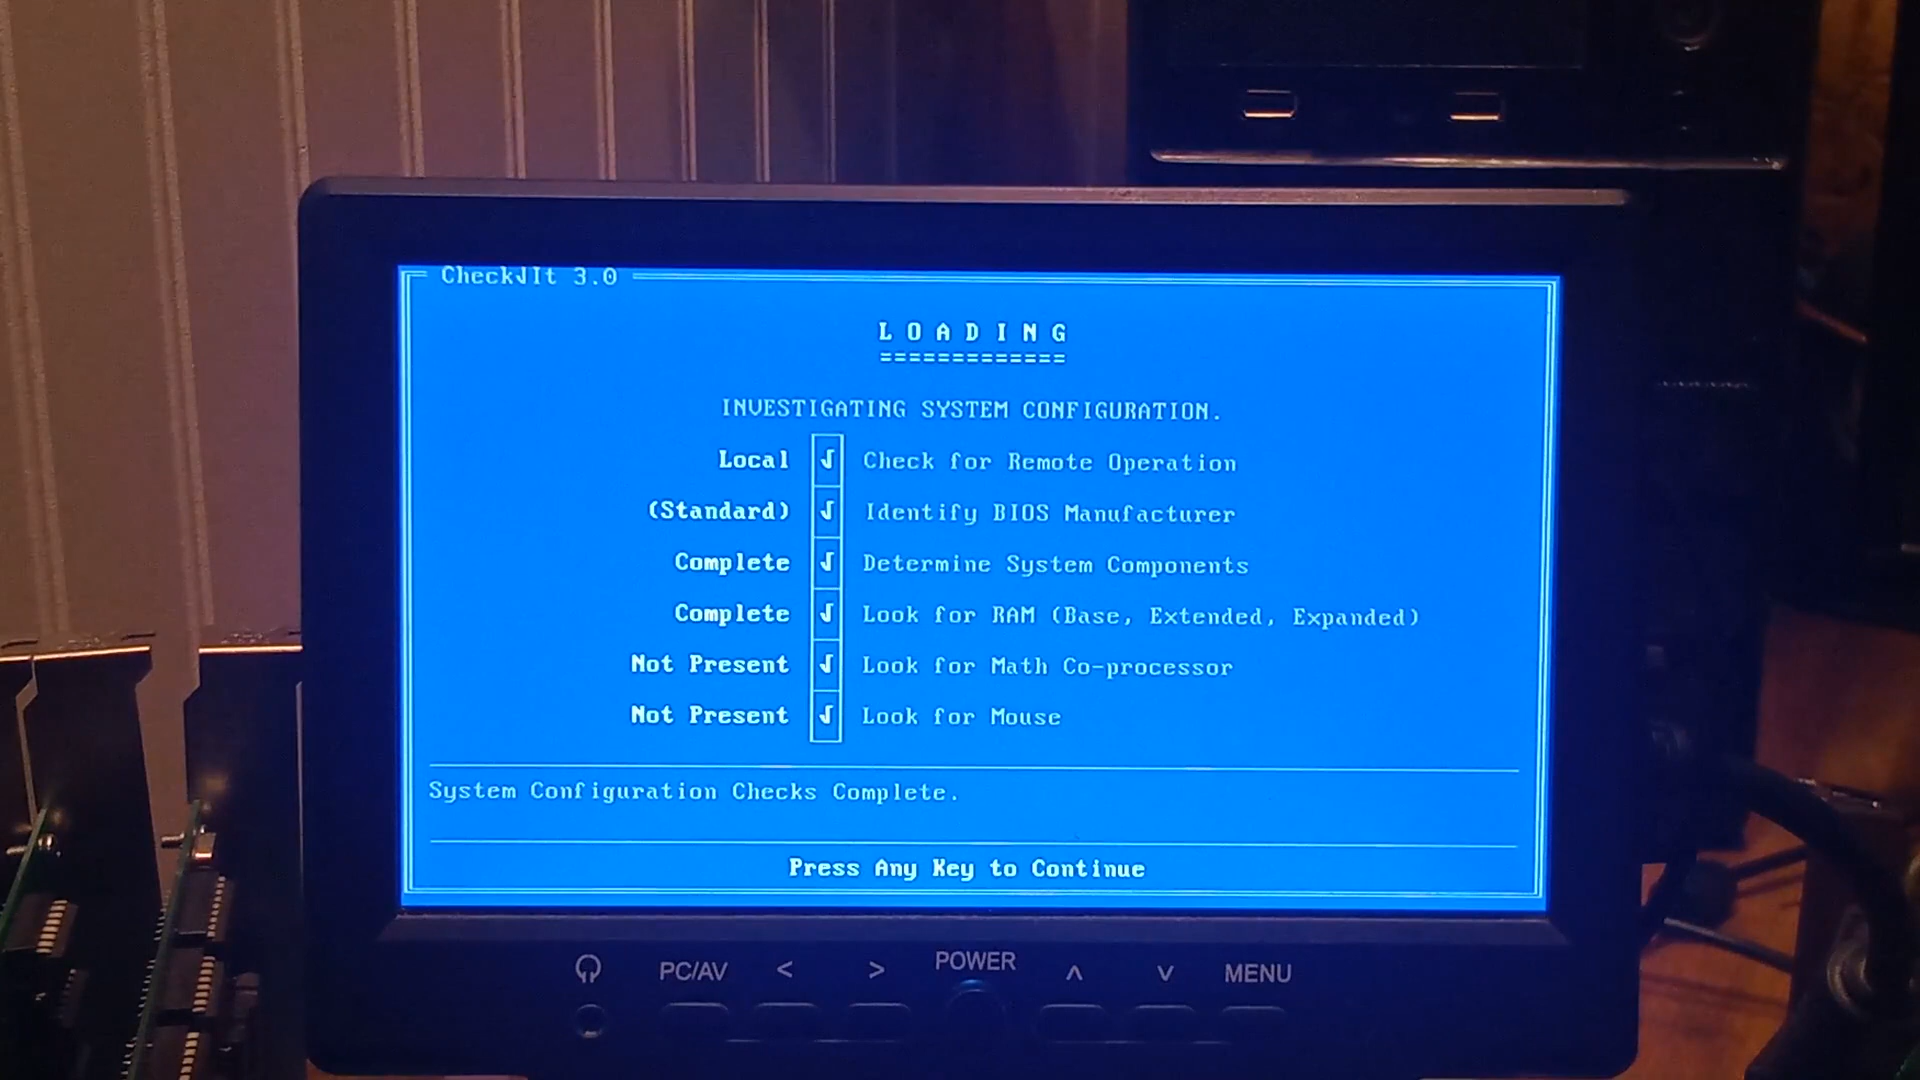 Check√It 3.0
L O A D I N G
=============
INVESTIGATING SYSTEM CONFIGURATION.
Local √ Check for Remote Operation
(Standard) √ Identify BIOS Manufacturer
Complete √ Determine System Components
Complete √ Look for RAM (Base, Extended, Expanded)
Not Present √ Look for Math Co-processor
Not Present √ Look for Mouse
System Configuration Checks Complete.
Press Any Key to Continue
PC/AV < > POWER ∧ ∨ MENU